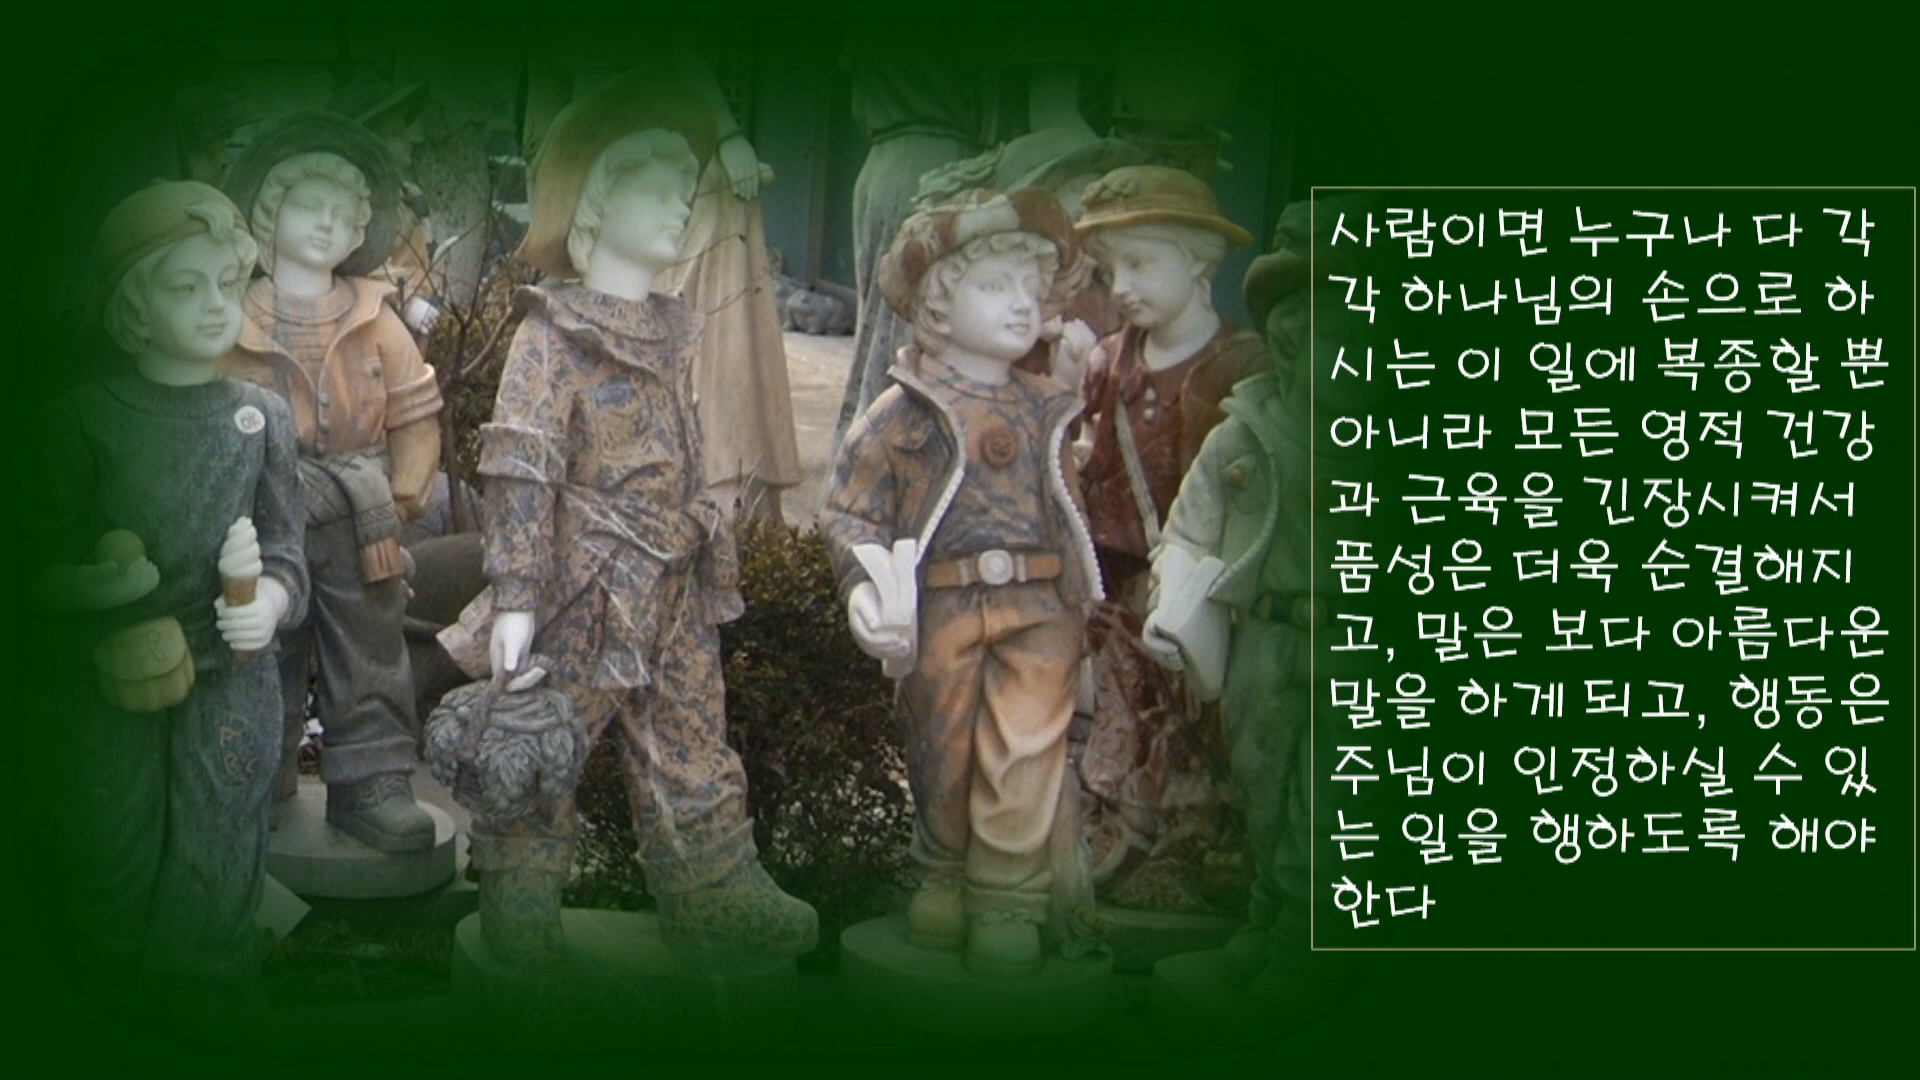 사람이면 누구나 다 각
각 하나님의 손으로 하
시는 이 일에 복종할 뿐
아니라 모든 영적 건강
과 근육을 긴장시켜서
품성은 더욱 순결해지
고, 말은 보다 아름다운
말을 하게 되고, 행동은
주님이 인정하실 수 있
는 일을 행하도록 해야
한다
OK
A
B
C